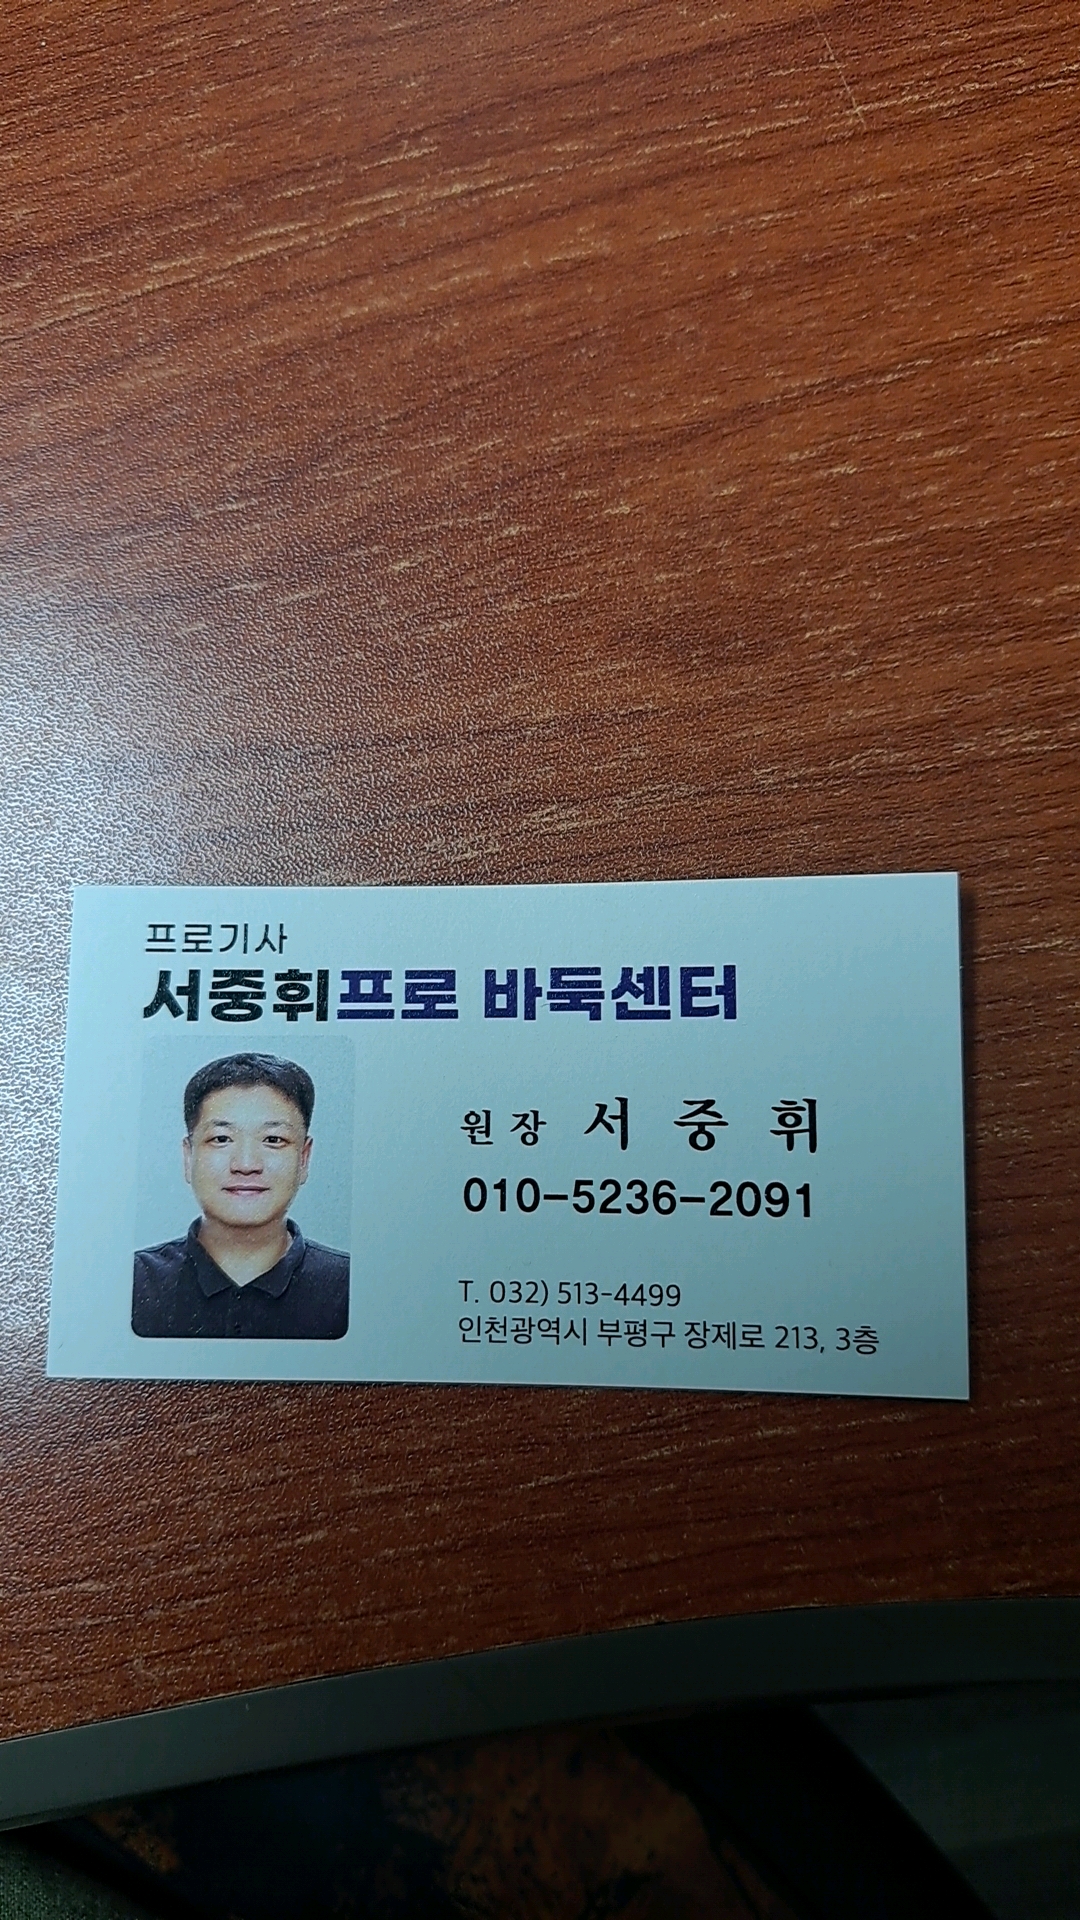 프로기사
서중휘프로 바둑센터
원장 서중휘
010-5236-2091
T. 032) 513-4499
인천광역시 부평구 장제로 213, 3층